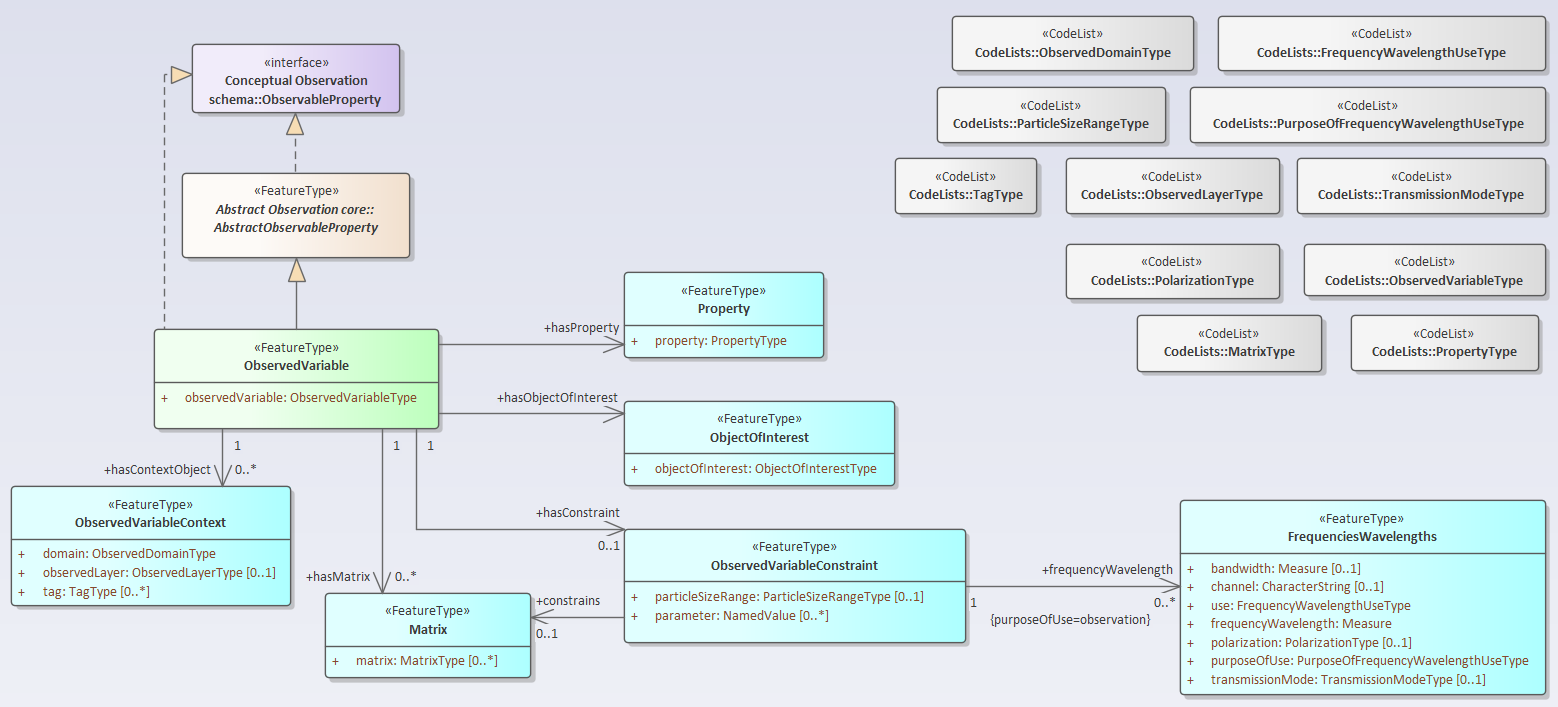 «interface»
Conceptual Observation
schema::ObservableProperty
«FeatureType»
Abstract Observation core::
AbstractObservableProperty
«FeatureType»
ObservedVariable
+ observedVariable: ObservedVariableType
+hasProperty
«FeatureType»
Property
+ property: PropertyType
+hasObjectOfInterest
«FeatureType»
ObjectOfInterest
+ objectOfInterest: ObjectOfInterestType
1
+hasContextObject
0..*
«FeatureType»
ObservedVariableContext
+ domain: ObservedDomainType
+ observedLayer: ObservedLayerType [0..1]
+ tag: TagType [0..*]
1
+hasMatrix
0..*
«FeatureType»
Matrix
+ matrix: MatrixType [0..*]
1
+hasConstraint
0..1
«FeatureType»
ObservedVariableConstraint
+ particleSizeRange: ParticleSizeRangeType [0..1]
+ parameter: NamedValue [0..*]
+constrains
0..1
+frequencyWavelength
1
0..*
{purposeOfUse=observation}
«FeatureType»
FrequenciesWavelengths
+ bandwidth: Measure [0..1]
+ channel: CharacterString [0..1]
+ use: FrequencyWavelengthUseType
+ frequencyWavelength: Measure
+ polarization: PolarizationType [0..1]
+ purposeOfUse: PurposeOfFrequencyWavelengthUseType
+ transmissionMode: TransmissionModeType [0..1]
«CodeList»
CodeLists::ObservedDomainType
«CodeList»
CodeLists::FrequencyWavelengthUseType
«CodeList»
CodeLists::ParticleSizeRangeType
«CodeList»
CodeLists::PurposeOfFrequencyWavelengthUseType
«CodeList»
CodeLists::TagType
«CodeList»
CodeLists::ObservedLayerType
«CodeList»
CodeLists::TransmissionModeType
«CodeList»
CodeLists::PolarizationType
«CodeList»
CodeLists::ObservedVariableType
«CodeList»
CodeLists::MatrixType
«CodeList»
CodeLists::PropertyType